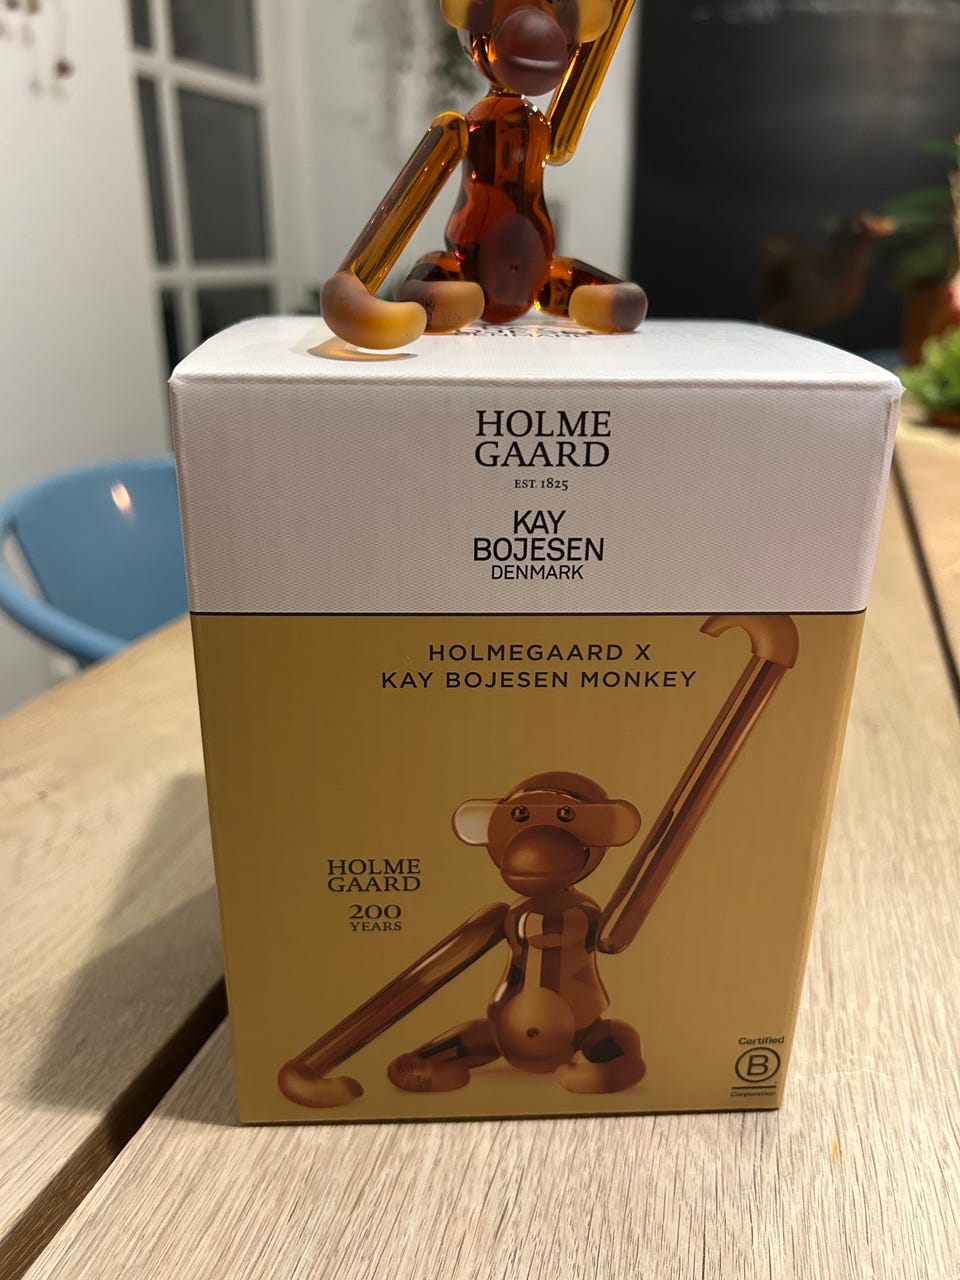 HOLME
GAARD
EST. 1825
KAY
BOJESEN
DENMARK
HOLMEGAARD X
KAY BOJESEN MONKEY
HOLME
GAARD
200
YEARS
Certified
B
Corporation